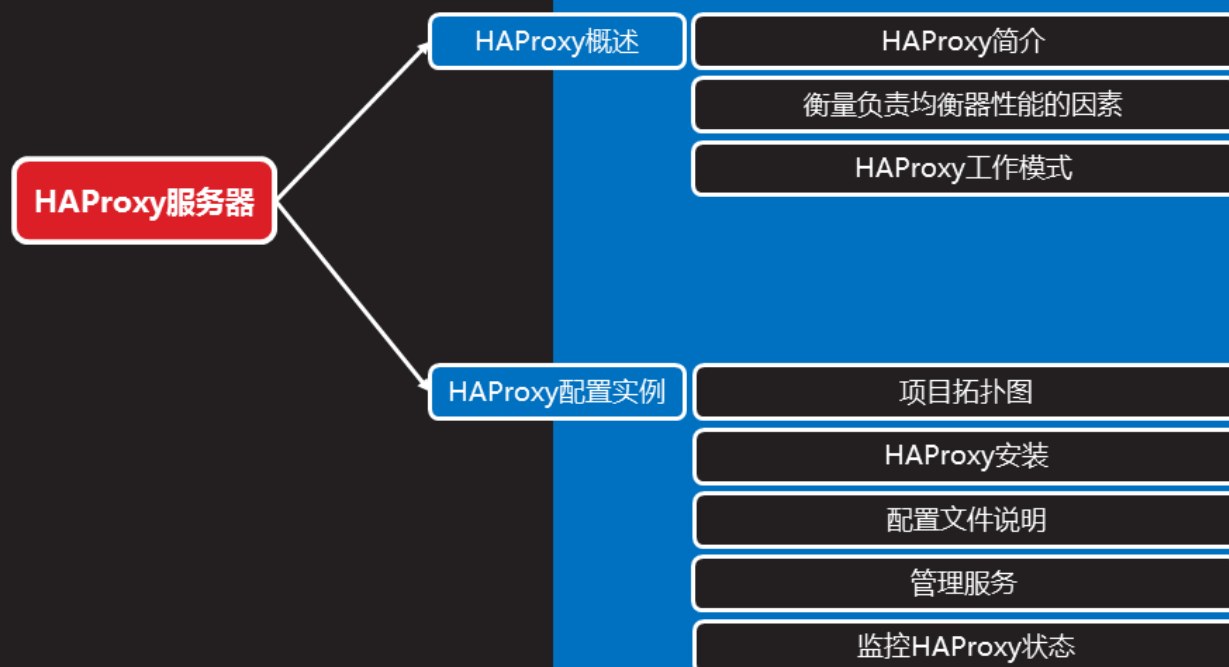 HAProxy服务器
HAProxy概述
HAProxy简介
衡量负责均衡器性能的因素
HAProxy工作模式
HAProxy配置实例
项目拓扑图
HAProxy安装
配置文件说明
管理服务
监控HAProxy状态